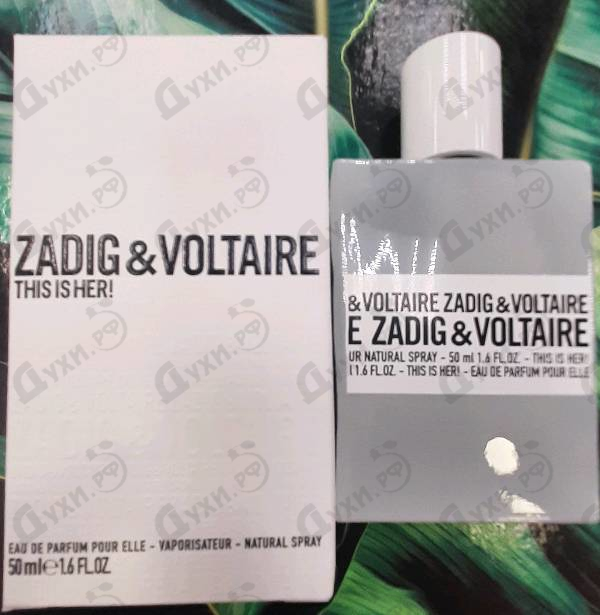 ZADIG & VOLTAIRE
THIS IS HER!
EAU DE PARFUM POUR ELLE - VAPORISATEUR - NATURAL SPRAY
50 ml ℮ 1.6 FL.OZ.
& VOLTAIRE ZADIG & VOLTAIRE
E ZADIG & VOLTAIRE
UR NATURAL SPRAY - 50 ml 1.6 FL.OZ. - THIS IS HER!
l 1.6 FL.OZ. - THIS IS HER! - EAU DE PARFUM POUR ELLE
Духи.РФ